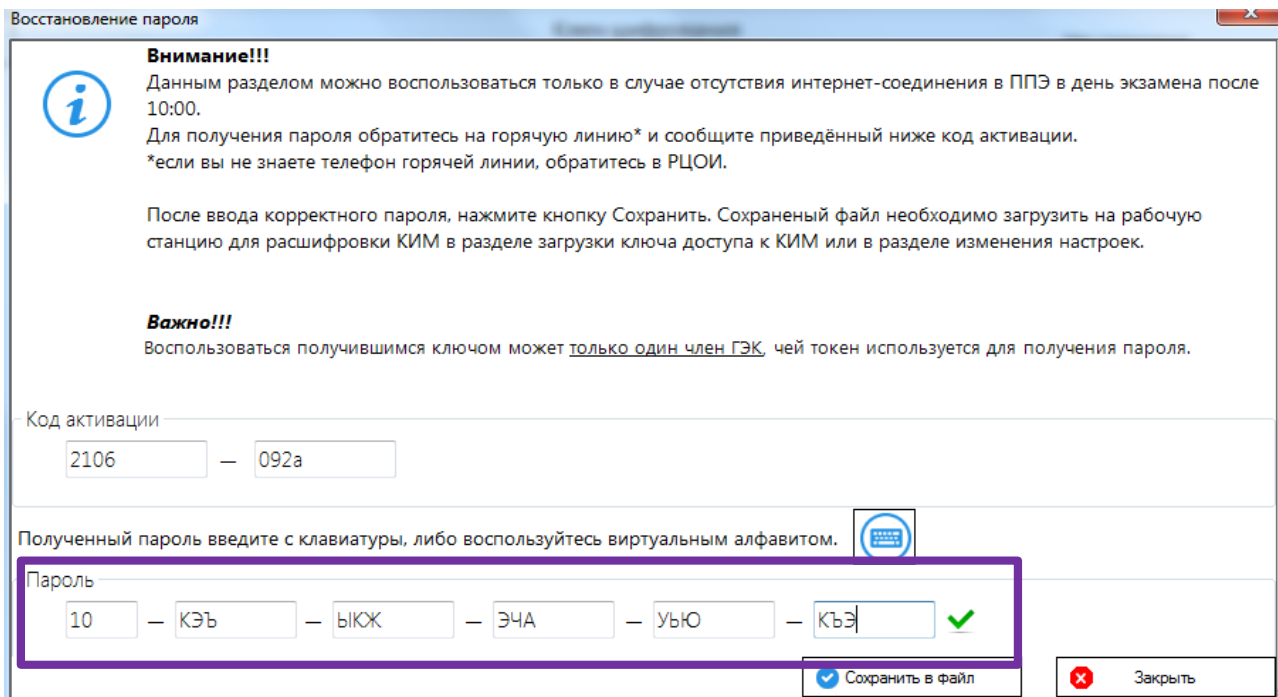 Восстановление пароля
Внимание!!!
Данным разделом можно воспользоваться только в случае отсутствия интернет-соединения в ППЭ в день экзамена после
10:00.
Для получения пароля обратитесь на горячую линию* и сообщите приведённый ниже код активации.
*если вы не знаете телефон горячей линии, обратитесь в РЦОИ.
После ввода корректного пароля, нажмите кнопку Сохранить. Сохраненый файл необходимо загрузить на рабочую
станцию для расшифровки КИМ в разделе загрузки ключа доступа к КИМ или в разделе изменения настроек.
Важно!!!
Воспользоваться получившимся ключом может только один член ГЭК, чей токен используется для получения пароля.
Код активации
2106 — 092a
Полученный пароль введите с клавиатуры, либо воспользуйтесь виртуальным алфавитом.
Пароль
10 — КЭЪ — ЫКЖ — ЭЧА — УЬЮ — КЪЭ
Сохранить в файл Закрыть